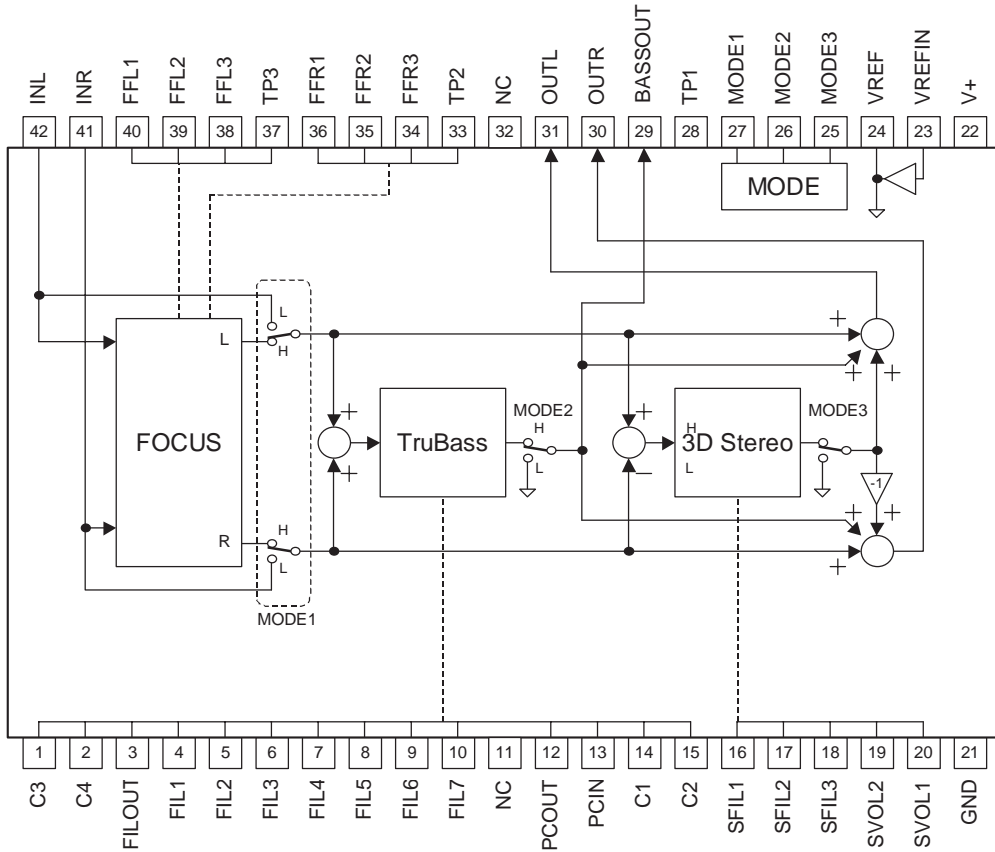 INL
INR
FFL1
FFL2
FFL3
TP3
FFR1
FFR2
FFR3
TP2
NC
OUTL
OUTR
BASSOUT
TP1
MODE1
MODE2
MODE3
VREF
VREFIN
V+
42 41 40 39 38 37 36 35 34 33 32 31 30 29 28 27 26 25 24 23 22
MODE
L
L
H
+
+
+
+
FOCUS
+
TruBass
MODE2
H
L
+
H
3D Stereo
L
MODE3
-1
+
−
R
H
L
+
+
+
MODE1
1 2 3 4 5 6 7 8 9 10 11 12 13 14 15 16 17 18 19 20 21
C3
C4
FILOUT
FIL1
FIL2
FIL3
FIL4
FIL5
FIL6
FIL7
NC
PCOUT
PCIN
C1
C2
SFIL1
SFIL2
SFIL3
SVOL2
SVOL1
GND